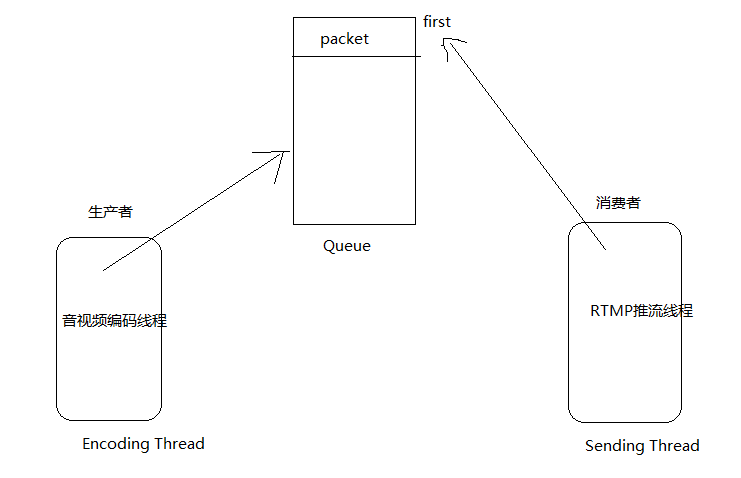 first
packet
生产者
消费者
Queue
音视频编码线程
RTMP推流线程
Encoding Thread
Sending Thread